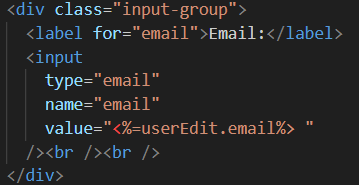 <div class="input-group">
<label for="email">Email:</label>
<input
type="email"
name="email"
value="<%=userEdit.email%> "
/><br /><br />
</div>